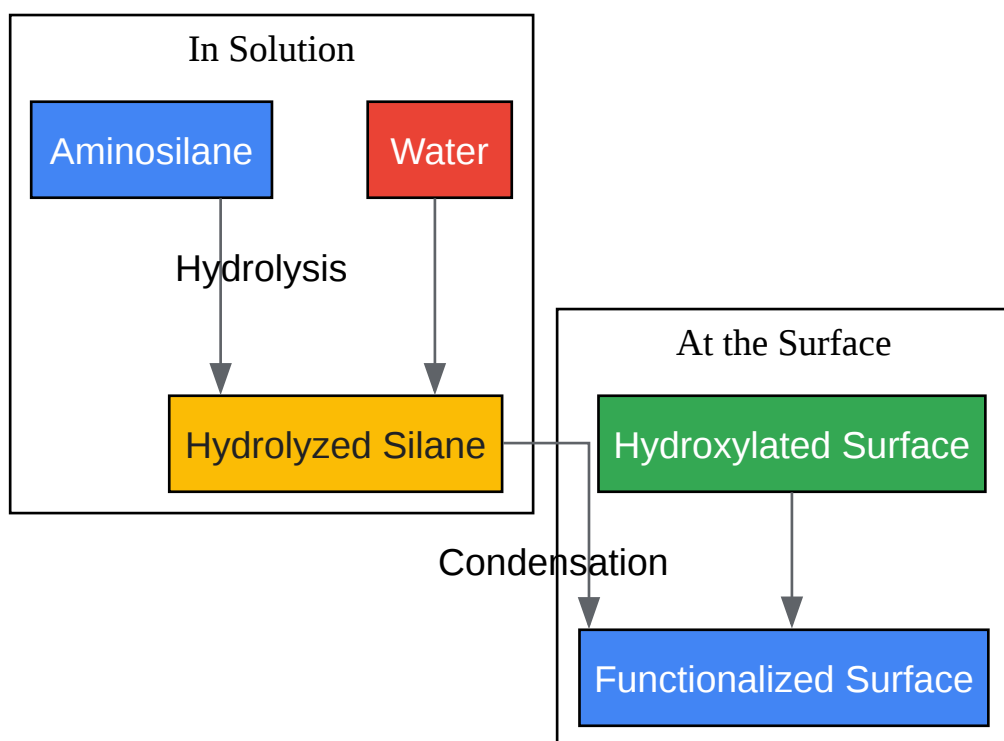 In Solution
Aminosilane
Water
Hydrolysis
Hydrolyzed Silane
At the Surface
Hydroxylated Surface
Condensation
Functionalized Surface